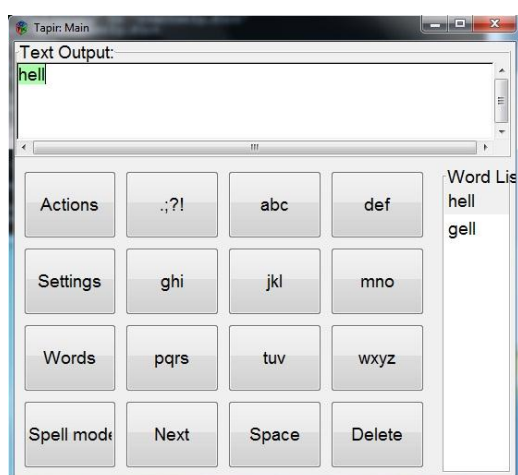 Tapir: Main
Text Output:
hell
Actions .;?! abc def
Settings ghi jkl mno
Words pqrs tuv wxyz
Spell mode Next Space Delete
Word Lis
hell
gell